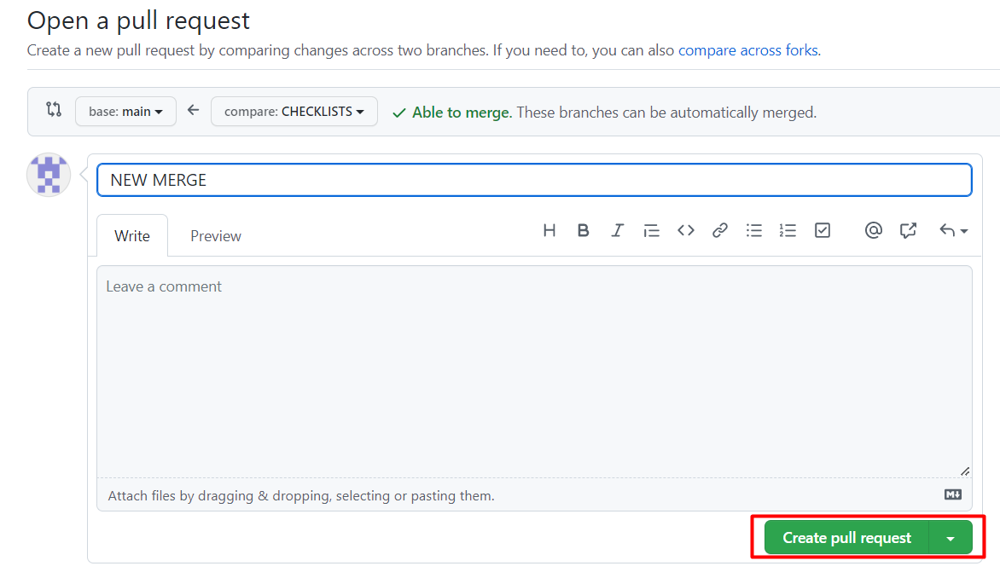 Open a pull request
Create a new pull request by comparing changes across two branches. If you need to, you can also compare across forks.
base: main compare: CHECKLISTS Able to merge. These branches can be automatically merged.
NEW MERGE
Write Preview H B I
Leave a comment
Attach files by dragging & dropping, selecting or pasting them.
Create pull request